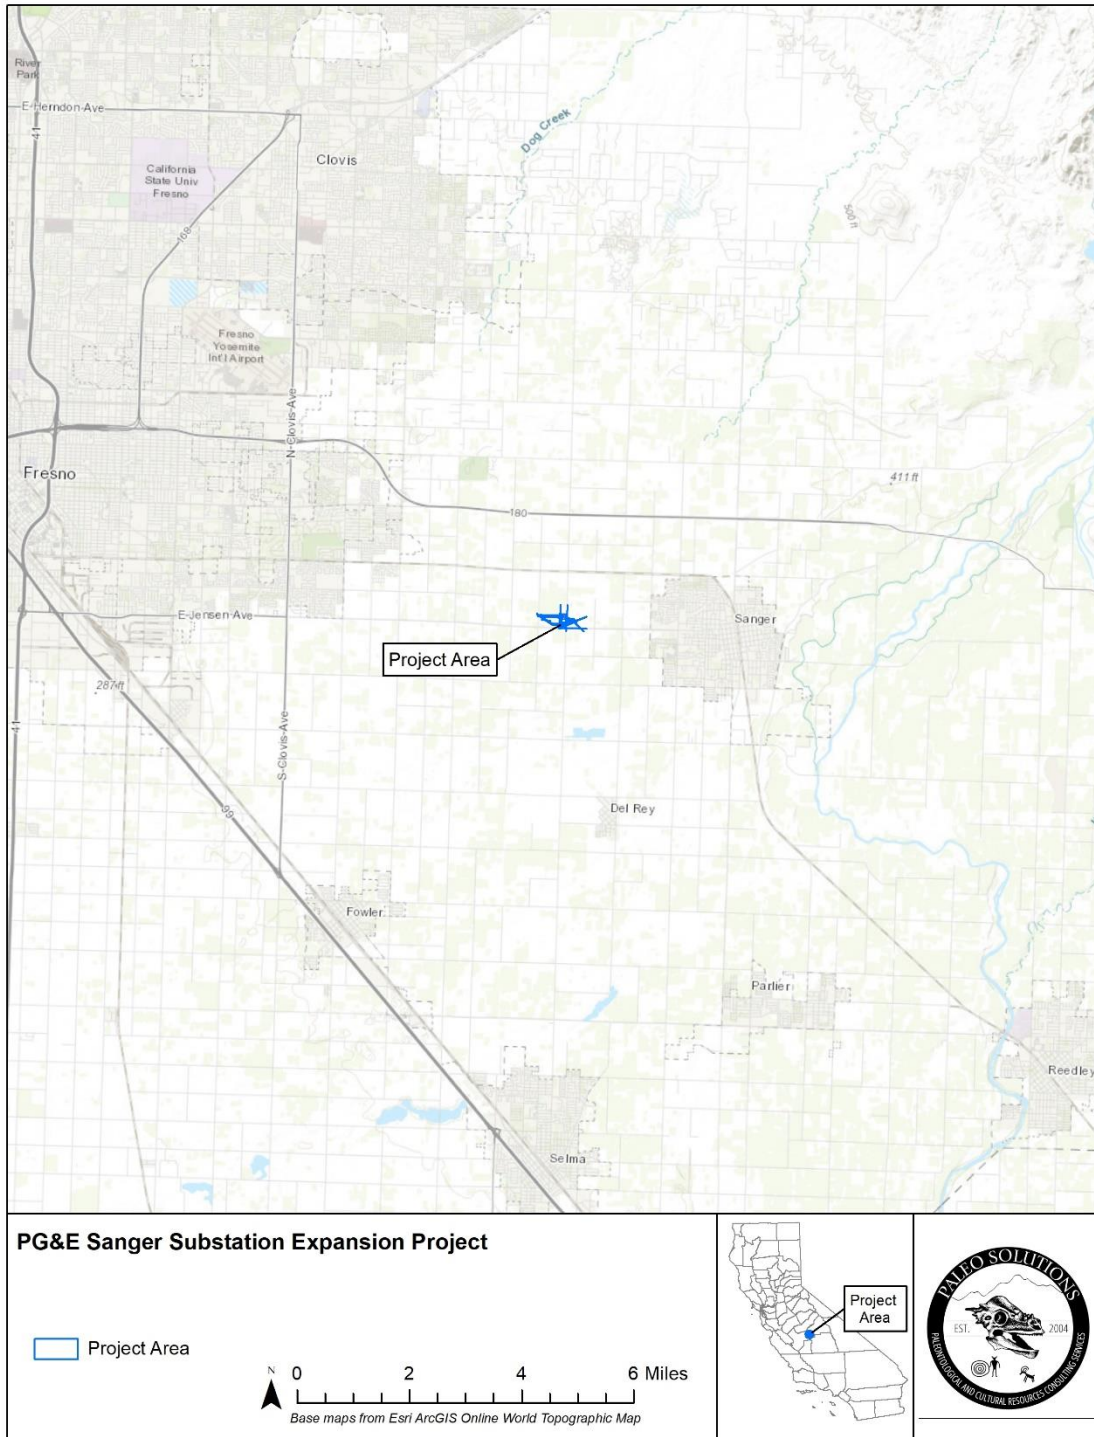 River
Park
E-Herndon-Ave
41
Dog Creek
Clovis
California
State Univ
Fresno
168
500 ft
Fresno
Yosemite
Int'l Airport
N-Clovis-Ave
Fresno
411 ft
180
E-Jensen-Ave
Sanger
Project Area
287 ft
41
S-Clovis-Ave
99
Del Rey
Fowler
Parlier
Reedley
Selma
PG&E Sanger Substation Expansion Project
Project Area
N
0 2 4 6 Miles
Base maps from Esri ArcGIS Online World Topographic Map
Project
Area
PALEO SOLUTIONS
EST. 2004
PALEONTOLOGICAL AND CULTURAL RESOURCES CONSULTING SERVICES